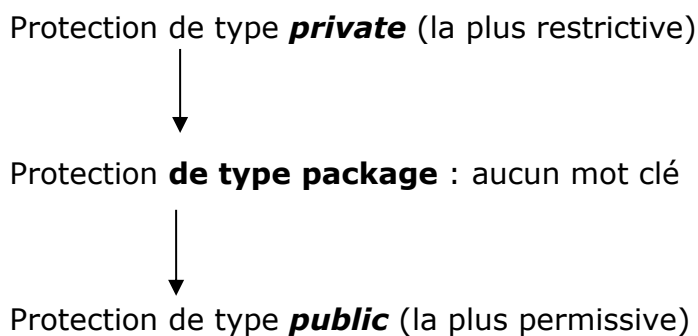 Protection de type private (la plus restrictive)
Protection de type package : aucun mot clé
Protection de type public (la plus permissive)